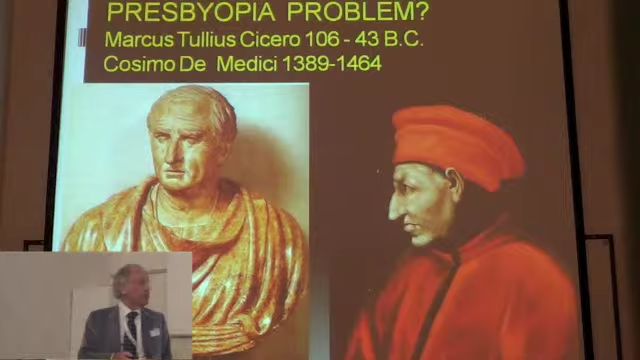 PRESBYOPIA PROBLEM?
Marcus Tullius Cicero 106 - 43 B.C.
Cosimo De Medici 1389-1464